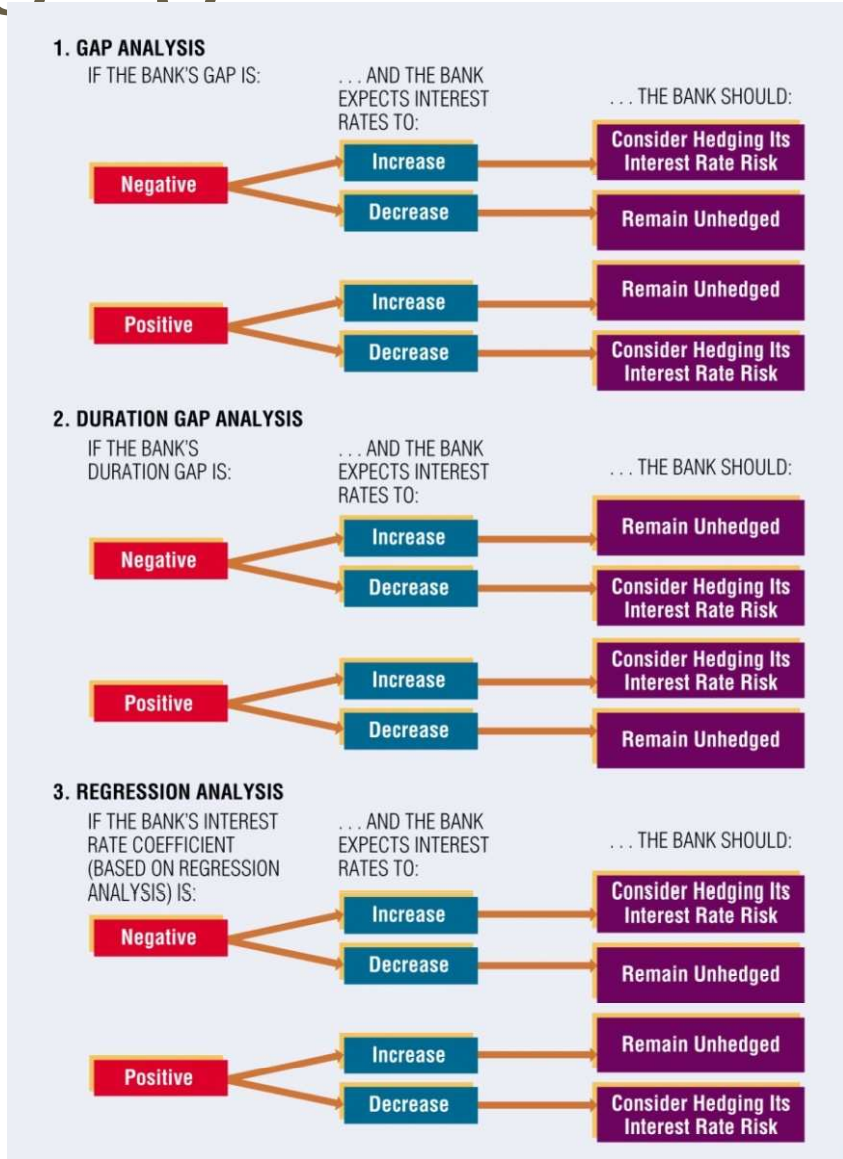 1. GAP ANALYSIS
IF THE BANK'S GAP IS:
. . . AND THE BANK
EXPECTS INTEREST
RATES TO:
. . . THE BANK SHOULD:
Negative
Increase
Consider Hedging Its
Interest Rate Risk
Decrease
Remain Unhedged
Positive
Increase
Remain Unhedged
Decrease
Consider Hedging Its
Interest Rate Risk
2. DURATION GAP ANALYSIS
IF THE BANK'S
DURATION GAP IS:
. . . AND THE BANK
EXPECTS INTEREST
RATES TO:
. . . THE BANK SHOULD:
Negative
Increase
Remain Unhedged
Decrease
Consider Hedging Its
Interest Rate Risk
Positive
Increase
Consider Hedging Its
Interest Rate Risk
Decrease
Remain Unhedged
3. REGRESSION ANALYSIS
IF THE BANK'S INTEREST
RATE COEFFICIENT
(BASED ON REGRESSION
ANALYSIS) IS:
. . . AND THE BANK
EXPECTS INTEREST
RATES TO:
. . . THE BANK SHOULD:
Negative
Increase
Consider Hedging Its
Interest Rate Risk
Decrease
Remain Unhedged
Positive
Increase
Remain Unhedged
Decrease
Consider Hedging Its
Interest Rate Risk